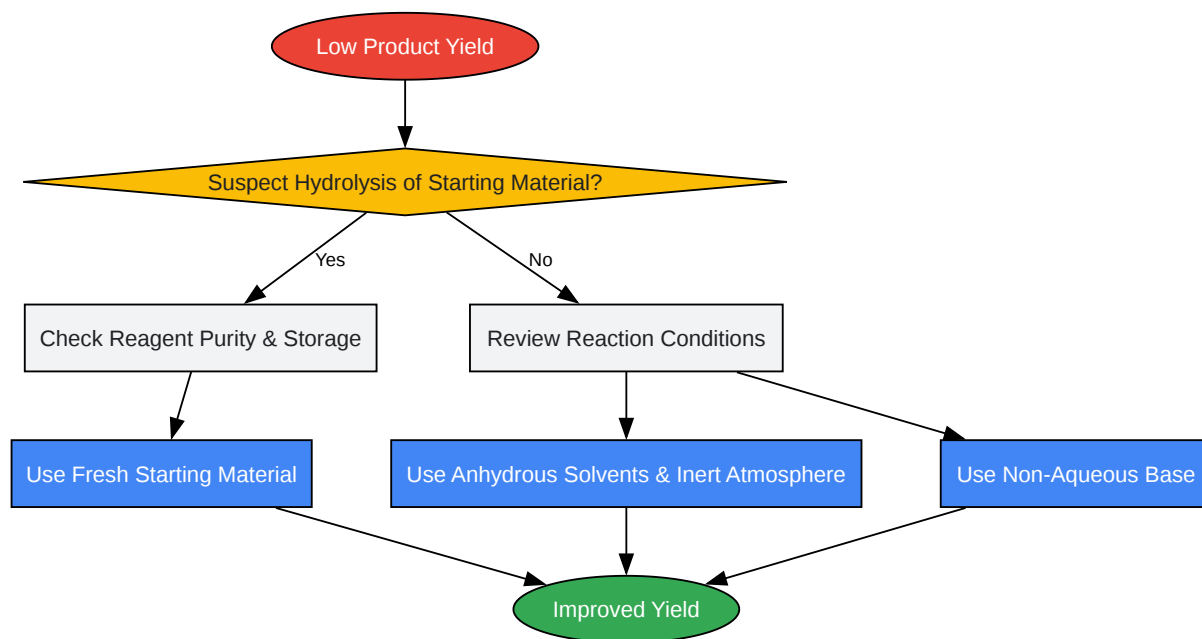 Low Product Yield
Suspect Hydrolysis of Starting Material?
Yes
No
Check Reagent Purity & Storage
Review Reaction Conditions
Use Fresh Starting Material
Use Anhydrous Solvents & Inert Atmosphere
Use Non-Aqueous Base
Improved Yield